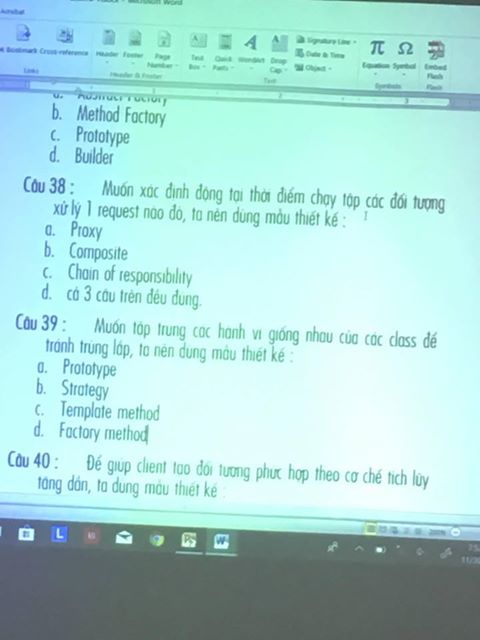 Microsoft Word
Acrobat
Bookmark Cross-reference
Header Footer Page Number
Text Box Quick Parts WordArt Drop Cap
Signature Line
Date & Time
Object
Equation Symbol
Embed Flash
Links
Header & Footer
Text
Symbols
Flash
a. Abstract Factory
b. Method Factory
c. Prototype
d. Builder
Câu 38 : Muốn xác định động tại thời điểm chạy tập các đối tượng
xử lý 1 request nào đó, ta nên dùng mẫu thiết kế :
a. Proxy
b. Composite
c. Chain of responsibility
d. cả 3 câu trên đều đúng.
Câu 39 : Muốn tập trung các hành vi giống nhau của các class để
tránh trùng lắp, ta nên dùng mẫu thiết kế :
a. Prototype
b. Strategy
c. Template method
d. Factory method
Câu 40 : Để giúp client tạo đối tượng phức hợp theo cơ chế tích lũy
tăng dần, ta dùng mẫu thiết kế :